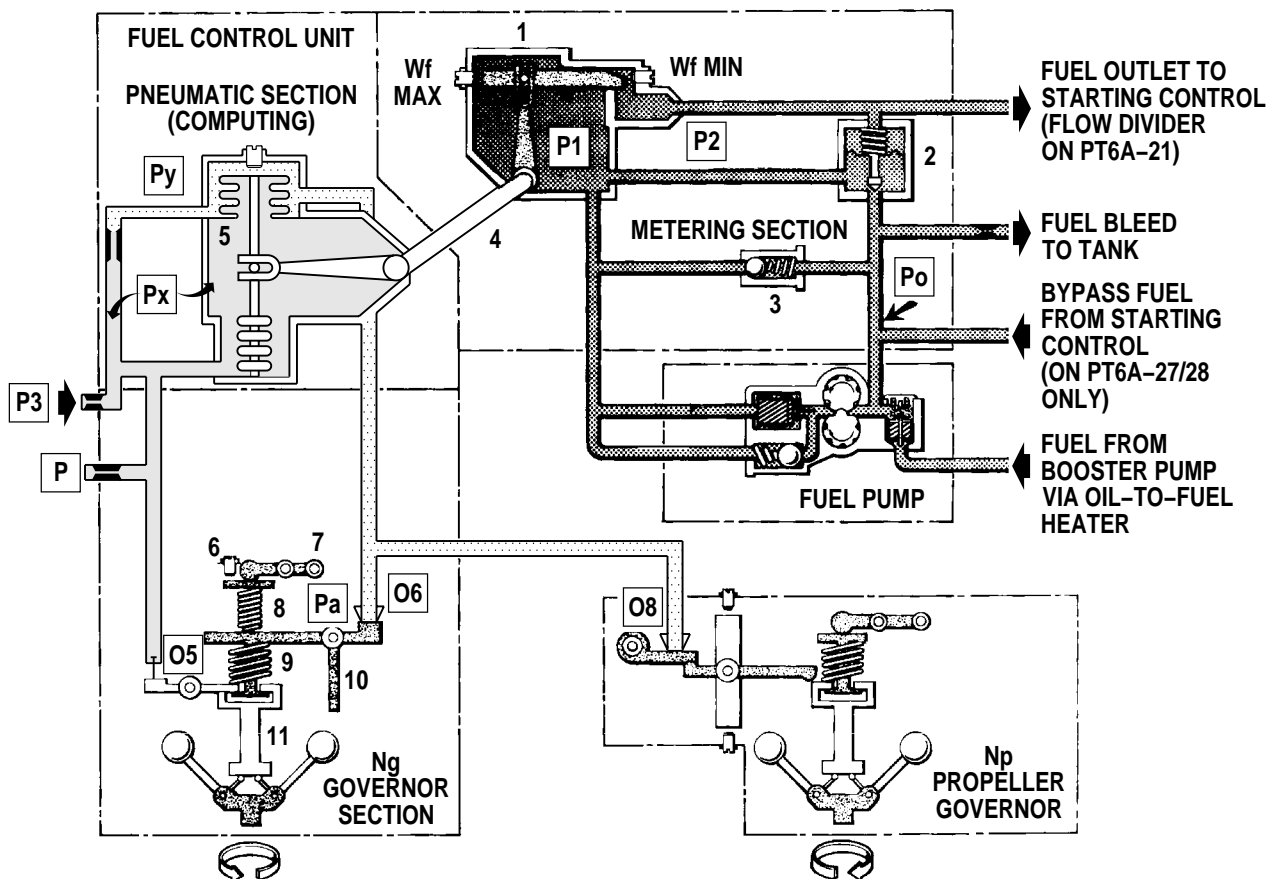 FUEL CONTROL UNIT
PNEUMATIC SECTION
(COMPUTING)
Wf
MAX
1
Wf MIN
FUEL OUTLET TO
STARTING CONTROL
(FLOW DIVIDER
ON PT6A–21)
Py
P1
P2
2
5
4
METERING SECTION
FUEL BLEED
TO TANK
Px
3
Po
BYPASS FUEL
FROM STARTING
CONTROL
(ON PT6A–27/28
ONLY)
P3
P
FUEL PUMP
FUEL FROM
BOOSTER PUMP
VIA OIL–TO–FUEL
HEATER
6
7
8
Pa
O6
O8
O5
9
10
11
Ng
GOVERNOR
SECTION
Np
PROPELLER
GOVERNOR